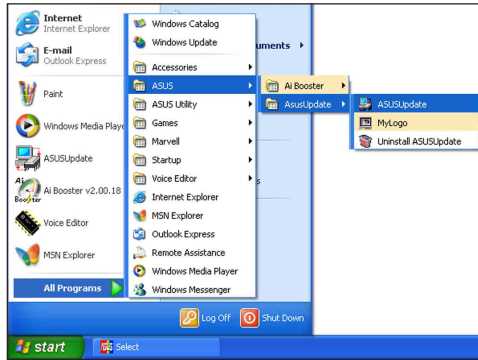 Internet
Internet Explorer
E-mail
Outlook Express
Paint
Windows Media Playe
ASUSUpdate
Ai Booster v2.00.18
Voice Editor
MSN Explorer
All Programs
Windows Catalog
Windows Update
Accessories
ASUS
ASUS Utility
Games
Marvell
Startup
Voice Editor
Internet Explorer
MSN Explorer
Outlook Express
Remote Assistance
Windows Media Player
Windows Messenger
uments
s
Ai Booster
AsusUpdate
ASUSUpdate
MyLogo
Uninstall ASUSUpdate
Log Off
Shut Down
start
Select